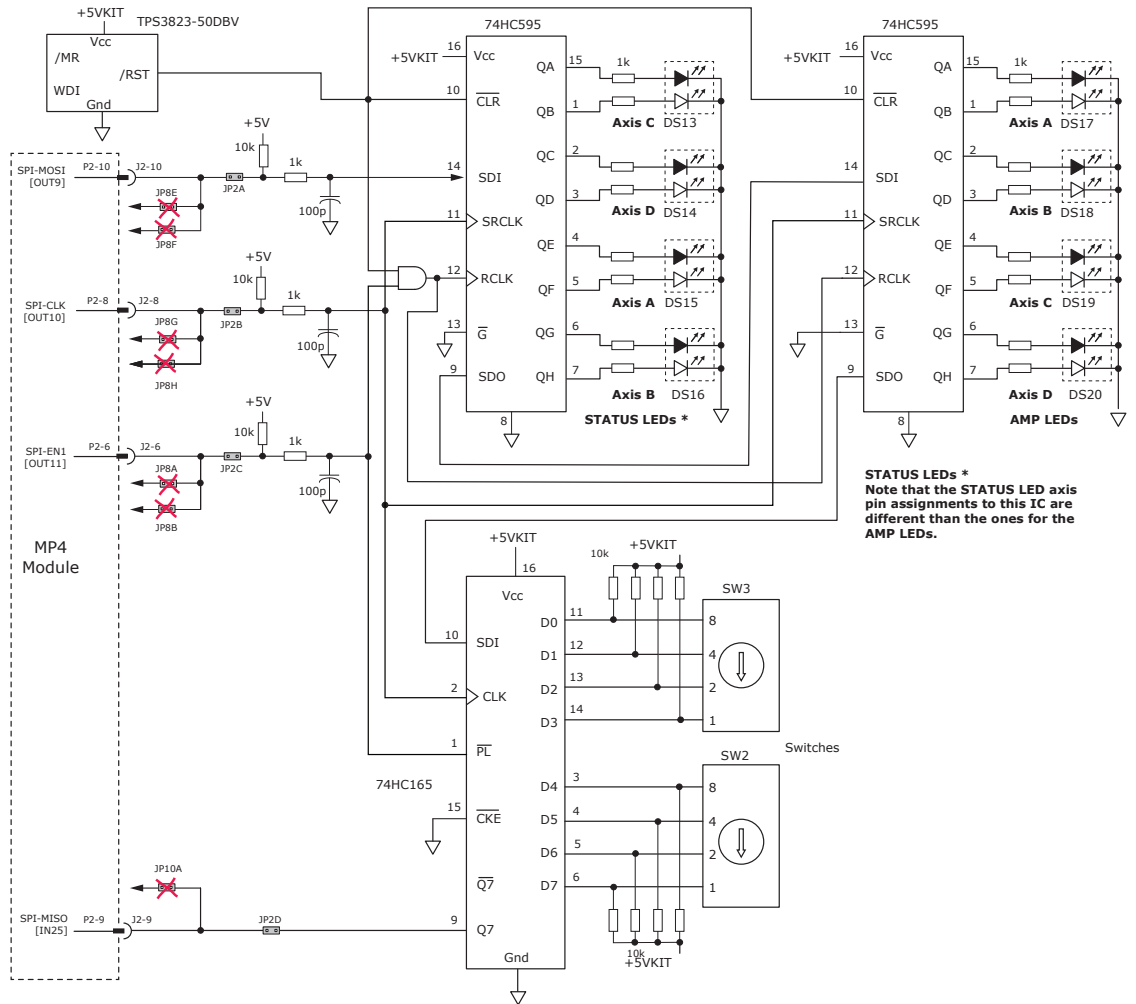 +5VKIT
TPS3823-50DBV
Vcc
/MR
/RST
WDI
Gnd
SPI-MOSI
[OUT9]
P2-10
J2-10
JP8E
JP8F
JP2A
+5V
10k
1k
100p
SPI-CLK
[OUT10]
P2-8
J2-8
JP8G
JP8H
JP2B
+5V
10k
1k
100p
SPI-EN1
[OUT11]
P2-6
J2-6
JP8A
JP8B
JP2C
+5V
10k
1k
100p
MP4
Module
JP10A
SPI-MISO
[IN25]
P2-9
J2-9
JP2D
74HC595
+5VKIT
16
Vcc
10
CLR
14
SDI
11
SRCLK
12
RCLK
13
G
9
SDO
8
QA
15
1k
QB
1
Axis C
DS13
QC
2
QD
3
Axis D
DS14
QE
4
QF
5
Axis A
DS15
QG
6
QH
7
Axis B
DS16
STATUS LEDs *
74HC595
+5VKIT
16
Vcc
10
CLR
14
SDI
11
SRCLK
12
RCLK
13
G
9
SDO
8
QA
15
1k
QB
1
Axis A
DS17
QC
2
QD
3
Axis B
DS18
QE
4
QF
5
Axis C
DS19
QG
6
QH
7
Axis D
DS20
AMP LEDs
STATUS LEDs *
Note that the STATUS LED axis
pin assignments to this IC are
different than the ones for the
AMP LEDs.
+5VKIT
16
Vcc
10
SDI
2
CLK
1
PL
74HC165
15
CKE
Q7
9
Q7
Gnd
D0
11
D1
12
D2
13
D3
14
D4
3
D5
4
D6
5
D7
6
10k
+5VKIT
SW3
8
4
2
1
Switches
SW2
8
4
2
1
10k
+5VKIT